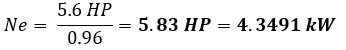 Ne = 5.6 HP / 0.96 = 5.83 HP = 4.3491 kW